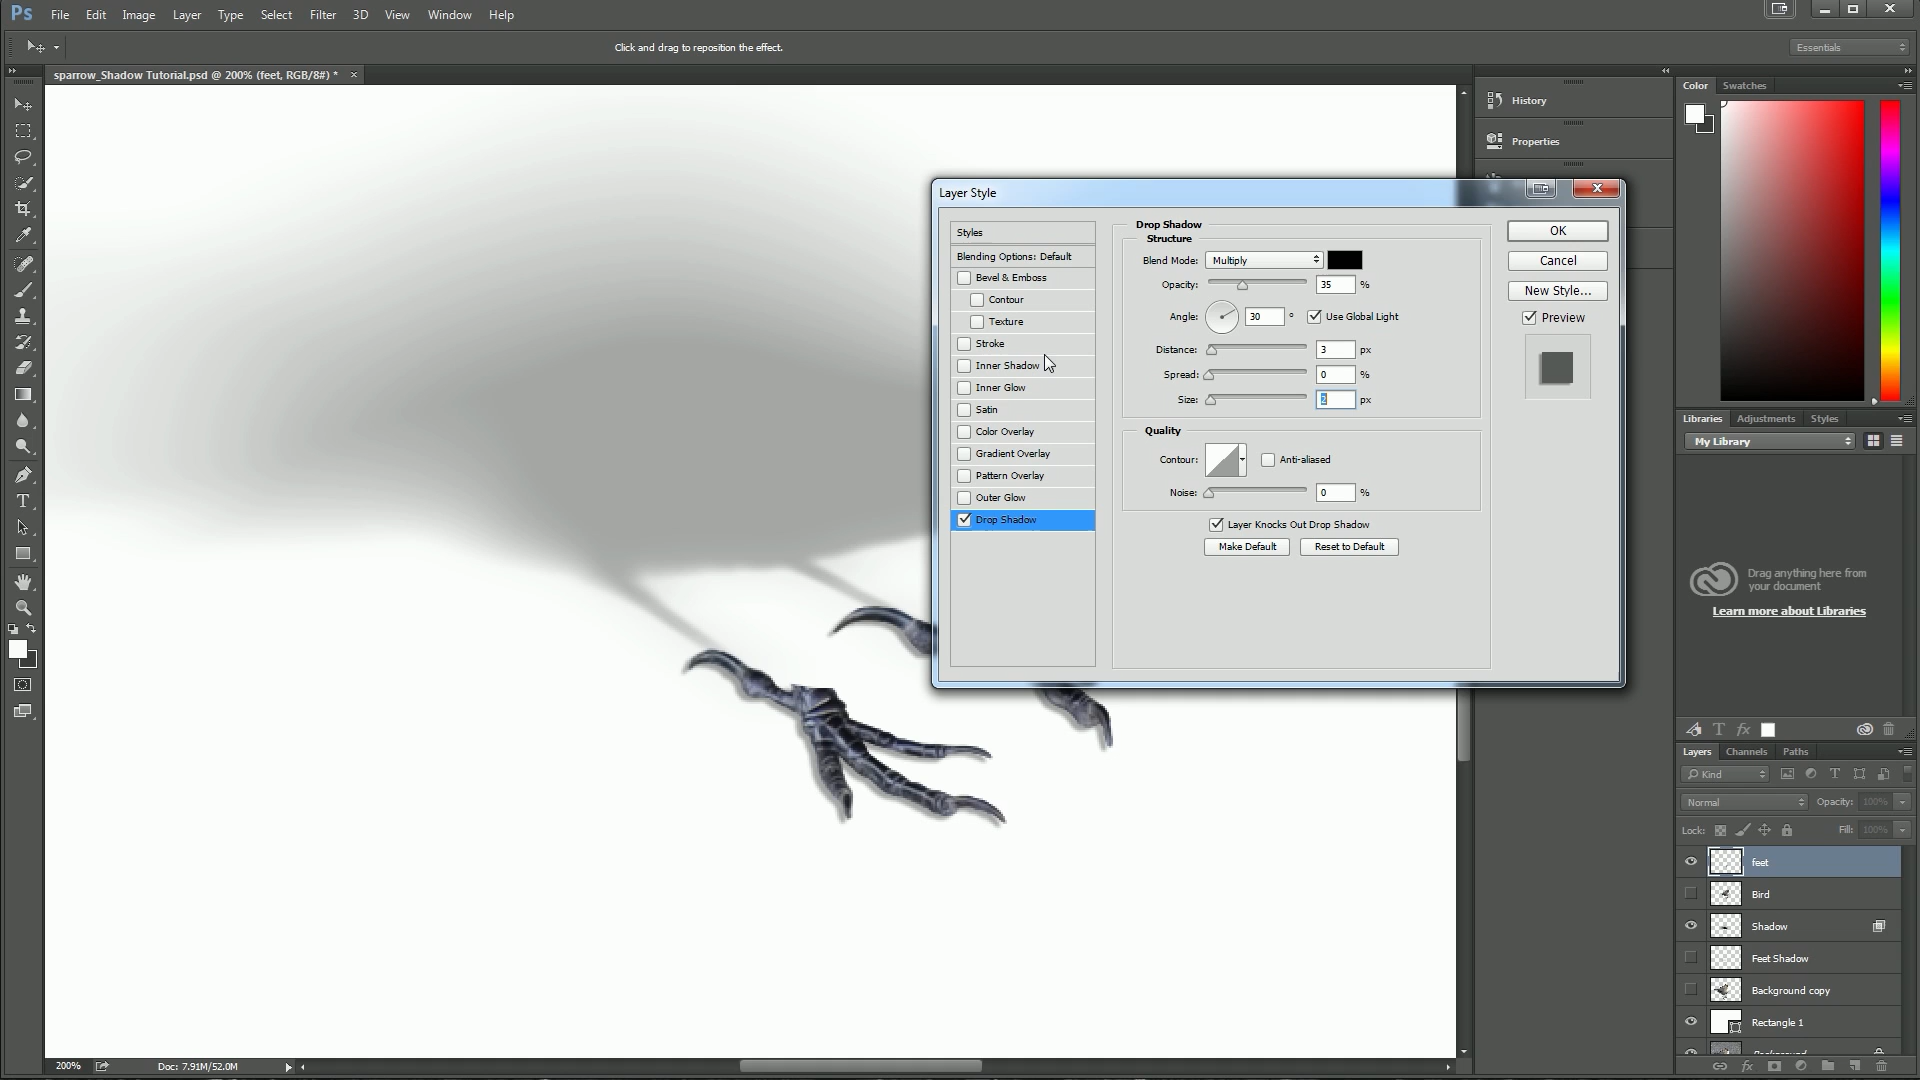 Ps File Edit Image Layer Type Select Filter 3D View Window Help
Click and drag to reposition the effect.
Essentials
sparrow_Shadow Tutorial.psd @ 200% (feet, RGB/8#) * ×
History
Properties
Color Swatches
Layer Style
Styles
Blending Options: Default
Bevel & Emboss
Contour
Texture
Stroke
Inner Shadow
Inner Glow
Satin
Color Overlay
Gradient Overlay
Pattern Overlay
Outer Glow
Drop Shadow
Drop Shadow
Structure
Blend Mode: Multiply
Opacity: 35 %
Angle: 30 ° Use Global Light
Distance: 3 px
Spread: 0 %
Size: 2 px
Quality
Contour: Anti-aliased
Noise: 0 %
Layer Knocks Out Drop Shadow
Make Default Reset to Default
OK
Cancel
New Style...
Preview
Libraries Adjustments Styles
My Library
Drag anything here from
your document
Learn more about Libraries
Layers Channels Paths
Kind
Normal Opacity: 100%
Lock: Fill: 100%
feet
Bird
Shadow
Feet Shadow
Background copy
Rectangle 1
Background
200% Doc: 7.91M/52.0M